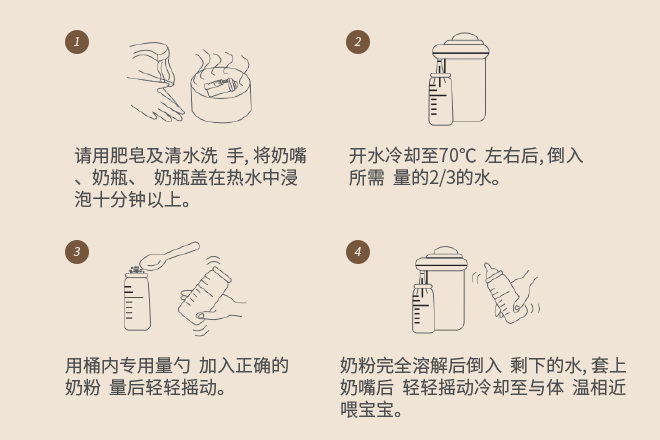 1
请用肥皂及清水洗 手, 将奶嘴
、奶瓶、 奶瓶盖在热水中浸
泡十分钟以上。
2
开水冷却至70℃ 左右后, 倒入
所需 量的2/3的水。
3
用桶内专用量勺 加入正确的
奶粉 量后轻轻摇动。
4
奶粉完全溶解后倒入 剩下的水, 套上
奶嘴后 轻轻摇动冷却至与体 温相近
喂宝宝。